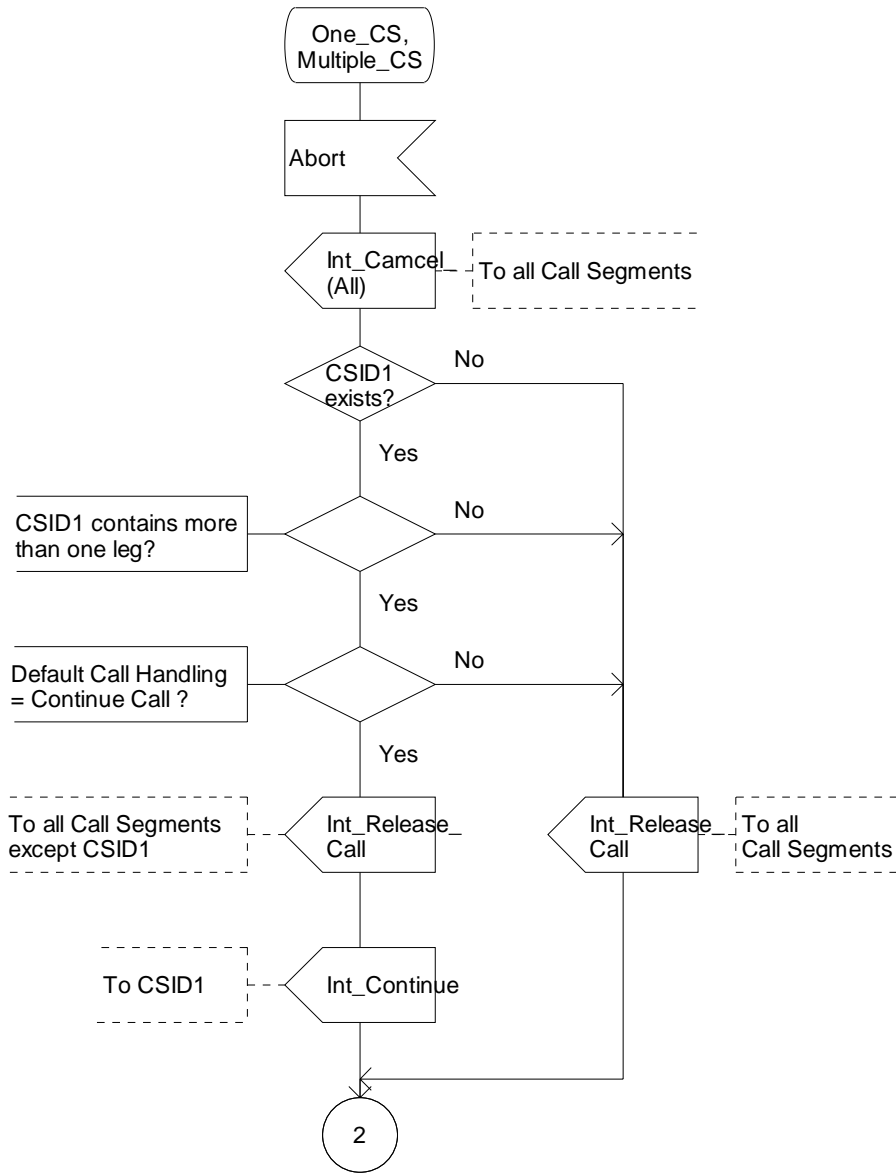 One_CS,
Multiple_CS
Abort
Int_Camcel_
(All)
To all Call Segments
CSID1
exists?
No
Yes
CSID1 contains more
than one leg?
No
Yes
Default Call Handling
= Continue Call ?
No
Yes
To all Call Segments
except CSID1
Int_Release_
Call
Int_Release_
Call
To all
Call Segments
To CSID1
Int_Continue
2